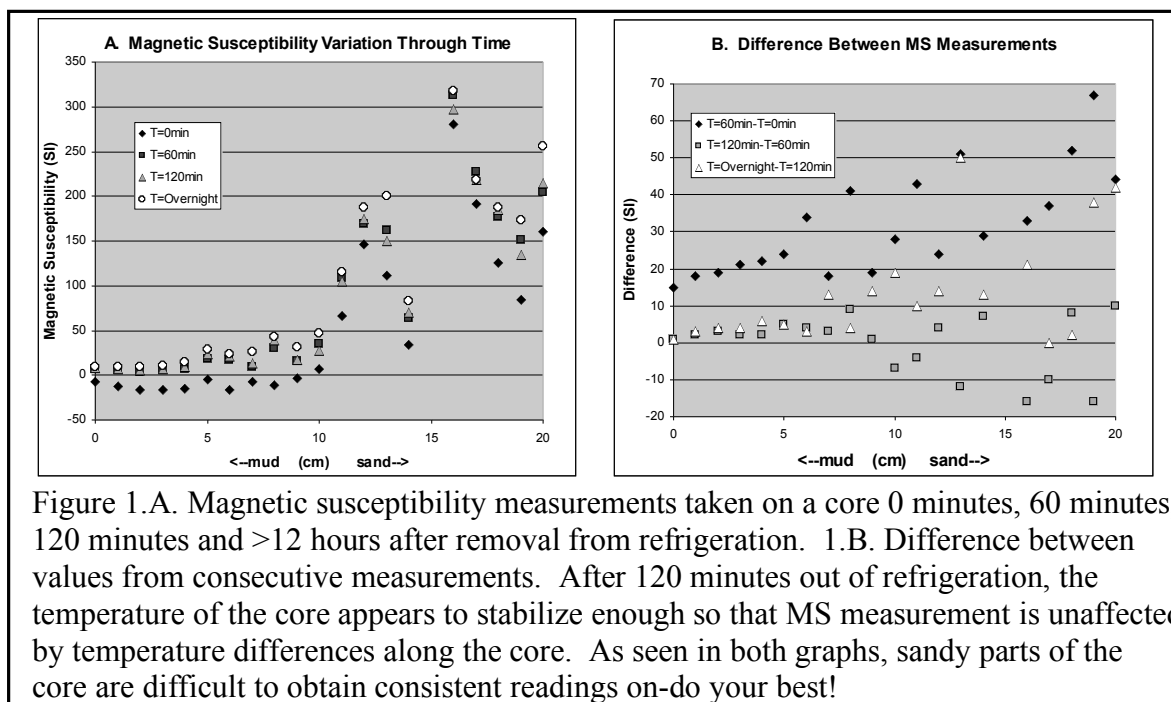 A. Magnetic Susceptibility Variation Through Time
350
300
250
200
150
100
50
0
-50
Magnetic Susceptibility (SI)
T=0min
T=60min
T=120min
T=Overnight
0 5 10 15 20
<--mud (cm) sand-->
B. Difference Between MS Measurements
70
60
50
40
30
20
10
0
-10
-20
Difference (SI)
T=60min-T=0min
T=120min-T=60min
T=Overnight-T=120min
0 5 10 15 20
<--mud (cm) sand-->
Figure 1.A. Magnetic susceptibility measurements taken on a core 0 minutes, 60 minutes
120 minutes and >12 hours after removal from refrigeration. 1.B. Difference between
values from consecutive measurements. After 120 minutes out of refrigeration, the
temperature of the core appears to stabilize enough so that MS measurement is unaffected
by temperature differences along the core. As seen in both graphs, sandy parts of the
core are difficult to obtain consistent readings on-do your best!